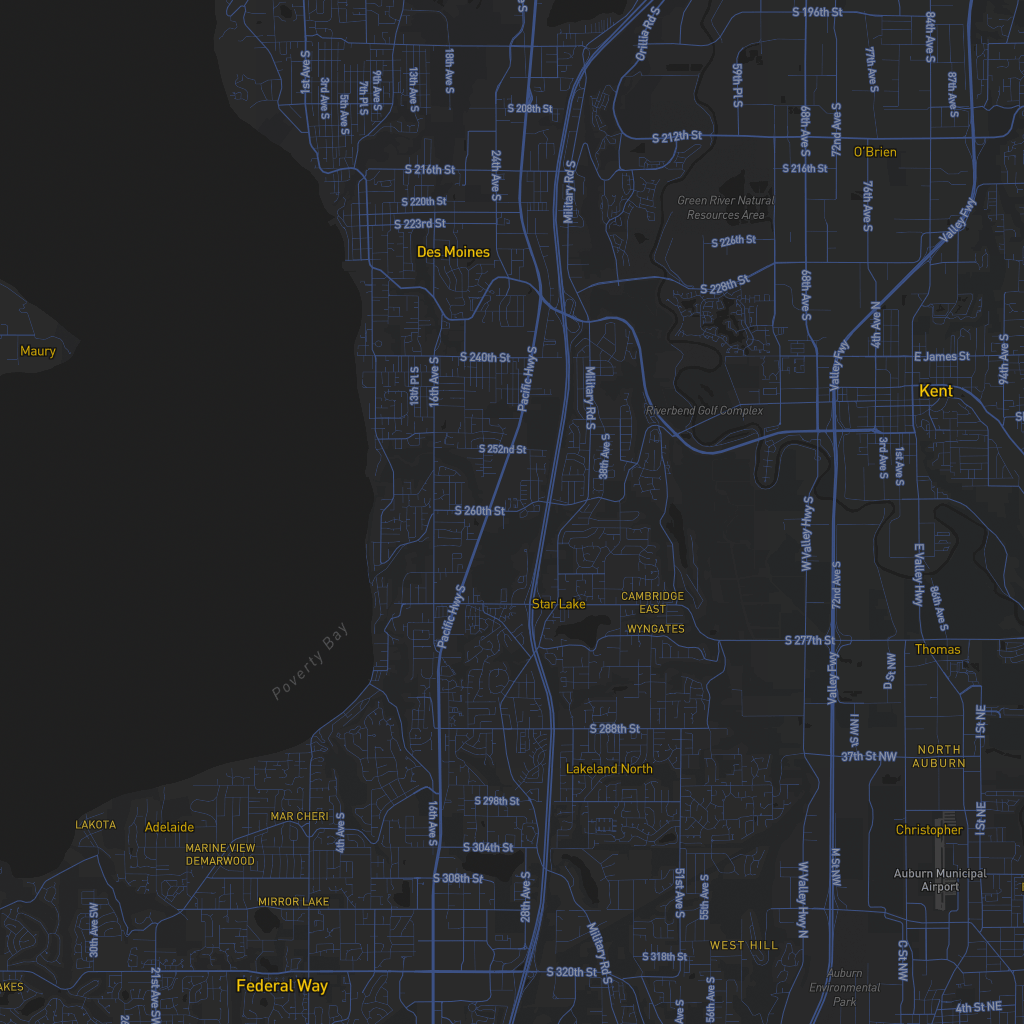 S 196th St
Orillia Rd S
84th Ave S
1st Ave S
18th Ave S
77th Ave S
13th Ave S
59th Pl S
9th Ave S
87th Ave S
3rd Ave S
7th Pl S
5th Ave S
S 208th St
68th Ave S
72nd Ave S
S 212th St
O'Brien
S 216th St
24th Ave S
S 216th St
Military Rd S
S 220th St
Green River Natural
Resources Area
76th Ave S
S 223rd St
Valley Fwy
Des Moines
S 226th St
S 228th St
68th Ave S
4th Ave N
Maury
S 240th St
E James St
94th Ave S
Valley Fwy
Pacific Hwy S
13th Pl S
16th Ave S
Military Rd S
Kent
Riverbend Golf Complex
S 252nd St
38th Ave S
3rd Ave S
1st Ave S
S 260th St
W Valley Hwy S
E Valley Hwy
72nd Ave S
86th Ave S
Pacific Hwy S
Star Lake
CAMBRIDGE
EAST
WYNGATES
S 277th St
Thomas
Poverty Bay
Valley Fwy
D St NW
S 288th St
I NW St
I St NE
37th St NW
NORTH
AUBURN
Lakeland North
S 298th St
MAR CHERI
LAKOTA
Adelaide
4th Ave S
16th Ave S
I St NE
Christopher
MARINE VIEW
DEMARWOOD
S 304th St
S 308th St
M St NW
Auburn Municipal
Airport
MIRROR LAKE
28th Ave S
51st Ave S
55th Ave S
W Valley Hwy N
30th Ave SW
WEST HILL
Military Rd S
S 318th St
C St NW
S 320th St
Federal Way
21st Ave SW
56th Ave S
Auburn
Environmental
Park
4th St NE